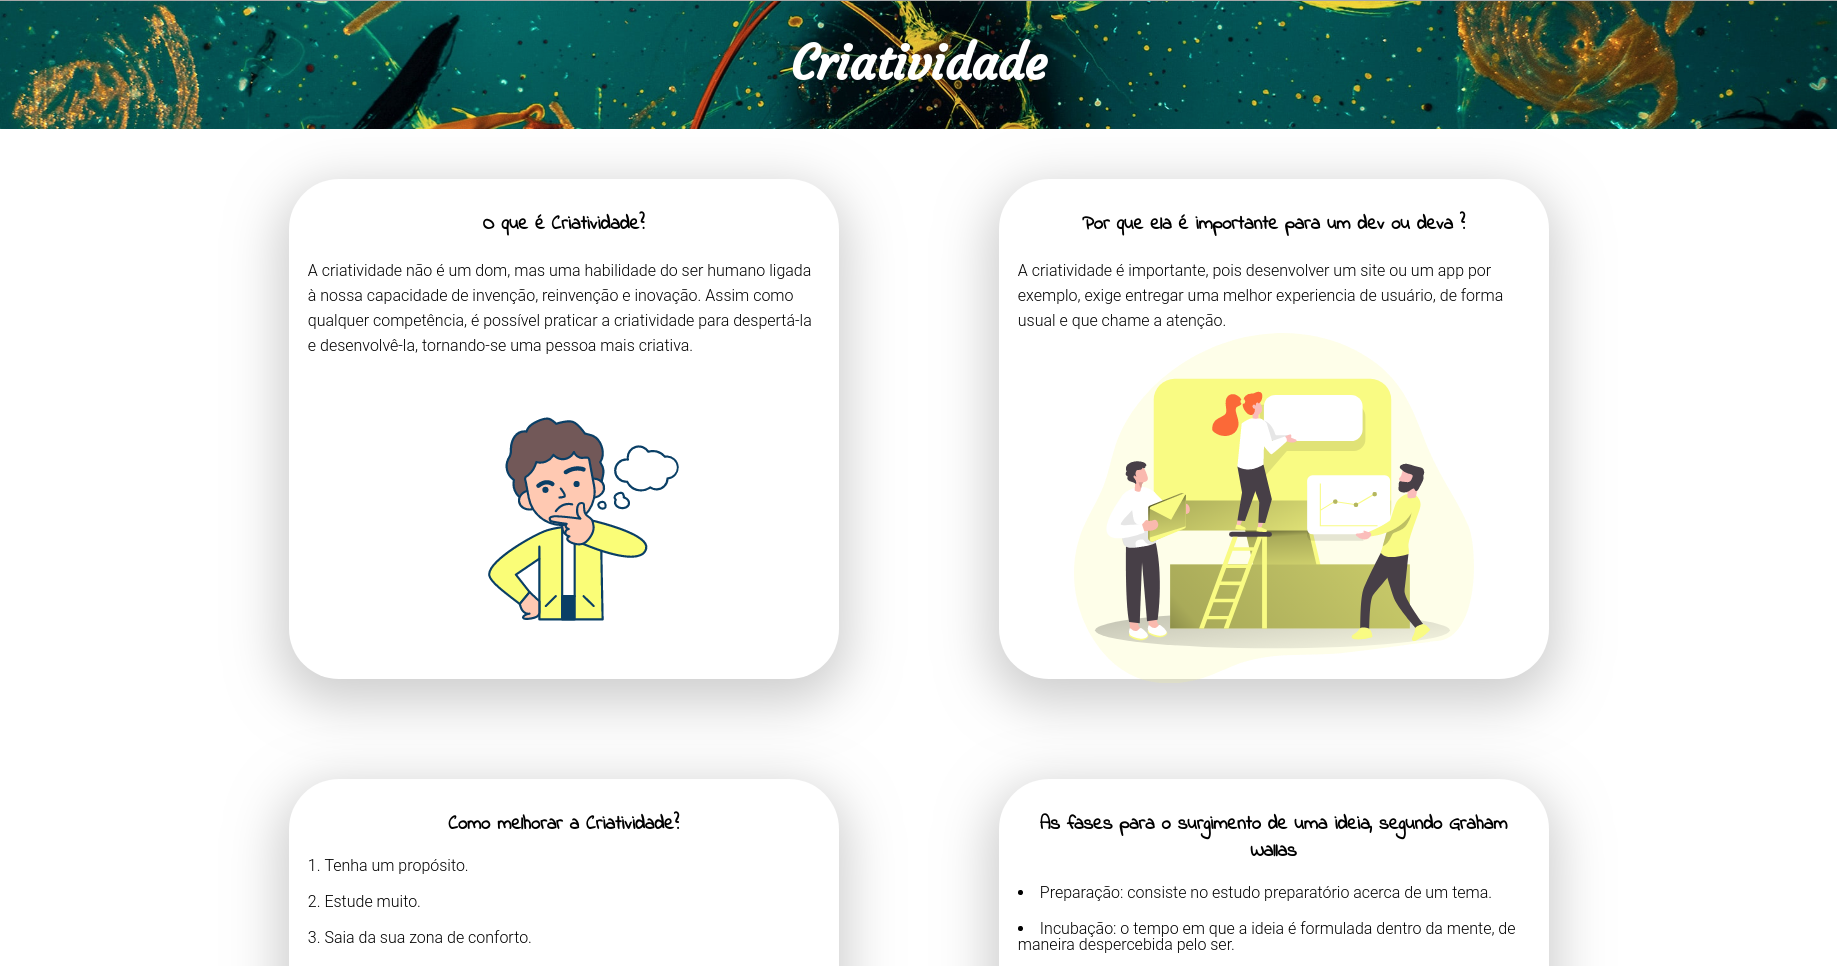 Criatividade
O que é Criatividade?
A criatividade não é um dom, mas uma habilidade do ser humano ligada
à nossa capacidade de invenção, reinvenção e inovação. Assim como
qualquer competência, é possível praticar a criatividade para despertá-la
e desenvolvê-la, tornando-se uma pessoa mais criativa.
Por que ela é importante para um dev ou deva ?
A criatividade é importante, pois desenvolver um site ou um app por
exemplo, exige entregar uma melhor experiencia de usuário, de forma
usual e que chame a atenção.
Como melhorar a Criatividade?
1. Tenha um propósito.
2. Estude muito.
3. Saia da sua zona de conforto.
As fases para o surgimento de uma ideia, segundo Graham
Wallas
• Preparação: consiste no estudo preparatório acerca de um tema.
• Incubação: o tempo em que a ideia é formulada dentro da mente, de
maneira despercebida pelo ser.